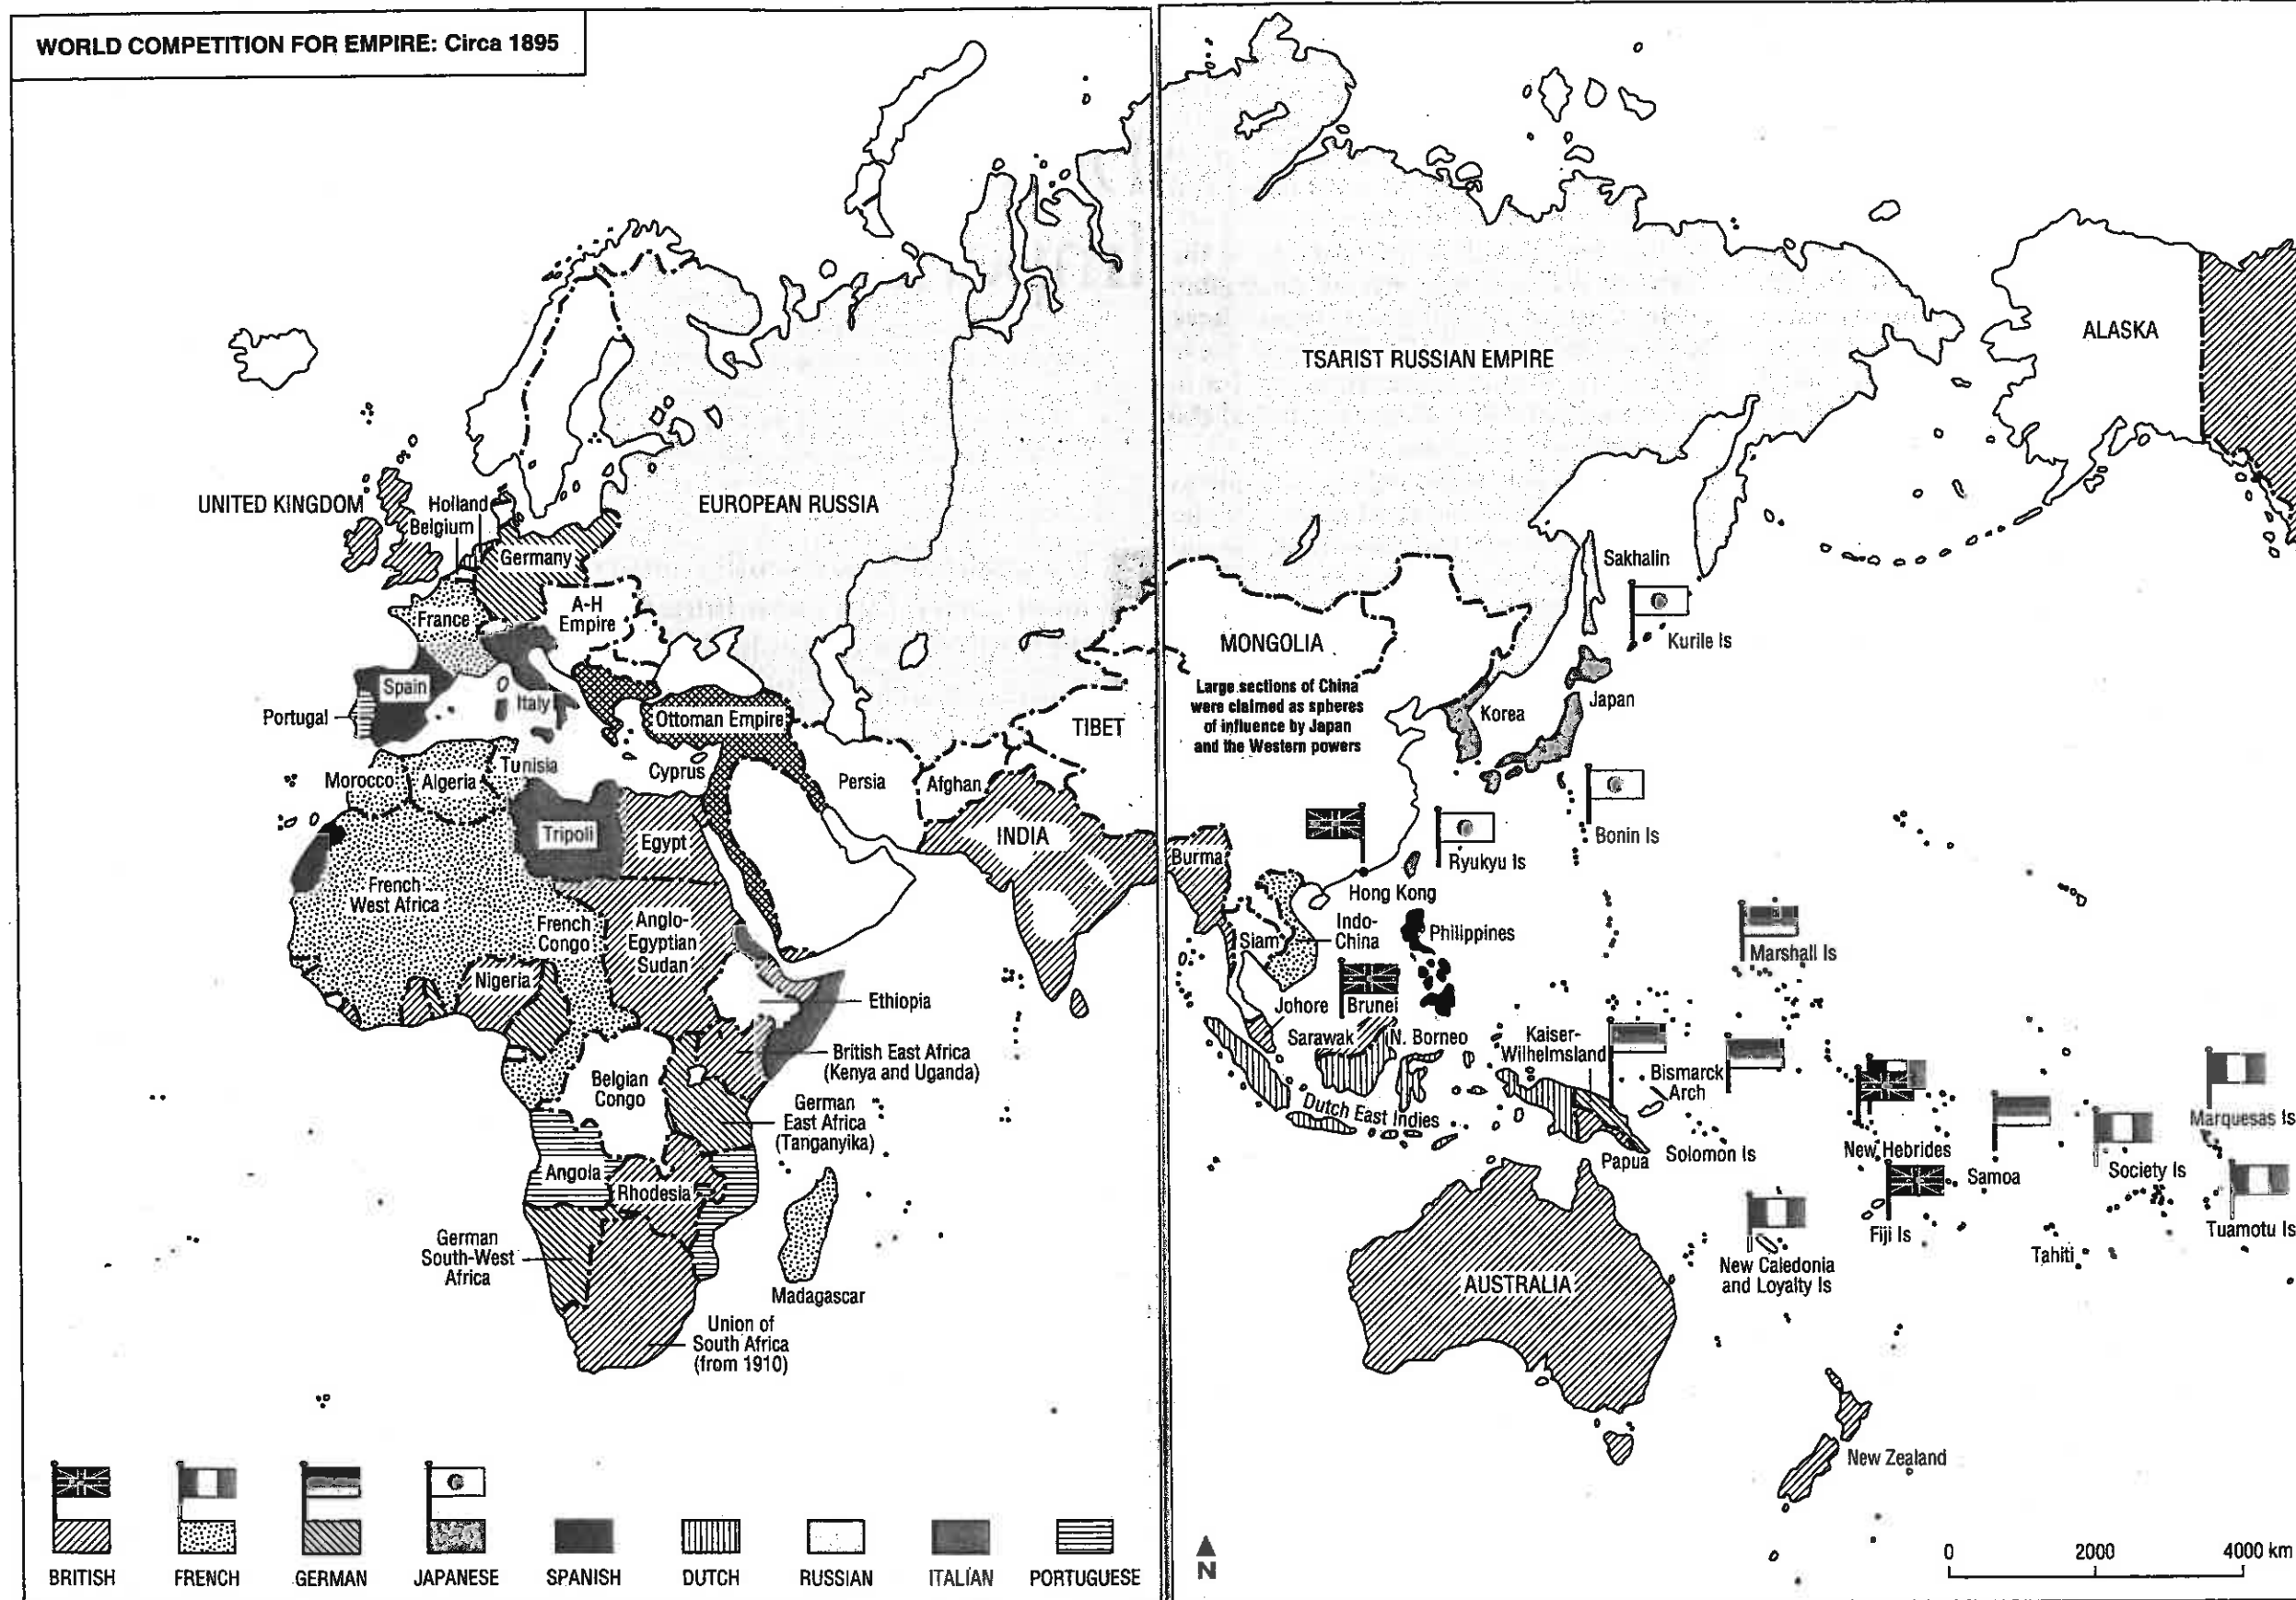 WORLD COMPETITION FOR EMPIRE: Circa 1895
TSARIST RUSSIAN EMPIRE
ALASKA
UNITED KINGDOM
Holland
Belgium
EUROPEAN RUSSIA
Germany
France
A-H
Empire
Sakhalin
Kurile Is
MONGOLIA
Large sections of China
were claimed as spheres
of influence by Japan
and the Western powers
Spain
Portugal
Italy
Ottoman Empire
TIBET
Korea
Japan
Morocco
Algeria
Tunisia
Cyprus
Persia
Afghan
Tripoli
Egypt
INDIA
Burma
Hong Kong
Ryukyu Is
Bonin Is
French
West Africa
French
Congo
Anglo-
Egyptian
Sudan
Nigeria
Ethiopia
Siam
Indo-
China
Philippines
Marshall Is
Johore
Brunei
Sarawak
N. Borneo
Kaiser-
Wilhelmsland
Bismarck
Arch
British East Africa
(Kenya and Uganda)
Belgian
Congo
German
East Africa
(Tanganyika)
Dutch East Indies
Papua
Solomon Is
New Hebrides
Samoa
Society Is
Marquesas Is
Angola
Rhodesia
Fiji Is
Tahiti
Tuamotu Is
German
South-West
Africa
Madagascar
New Caledonia
and Loyalty Is
AUSTRALIA
Union of
South Africa
(from 1910)
New Zealand
BRITISH
FRENCH
GERMAN
JAPANESE
SPANISH
DUTCH
RUSSIAN
ITALIAN
PORTUGUESE
N
0 2000 4000 km